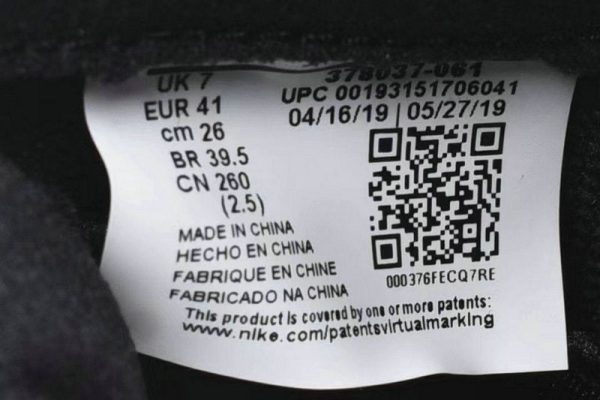 UK 7
EUR 41
cm 26
BR 39.5
CN 260
(2.5)
378037-061
UPC 00193151706041
04/16/19 | 05/27/19
000376FECQ7RE
MADE IN CHINA
HECHO EN CHINA
FABRIQUE EN CHINE
FABRICADO NA CHINA
This product is covered by one or more patents:
www.nike.com/patentsvirtualmarking